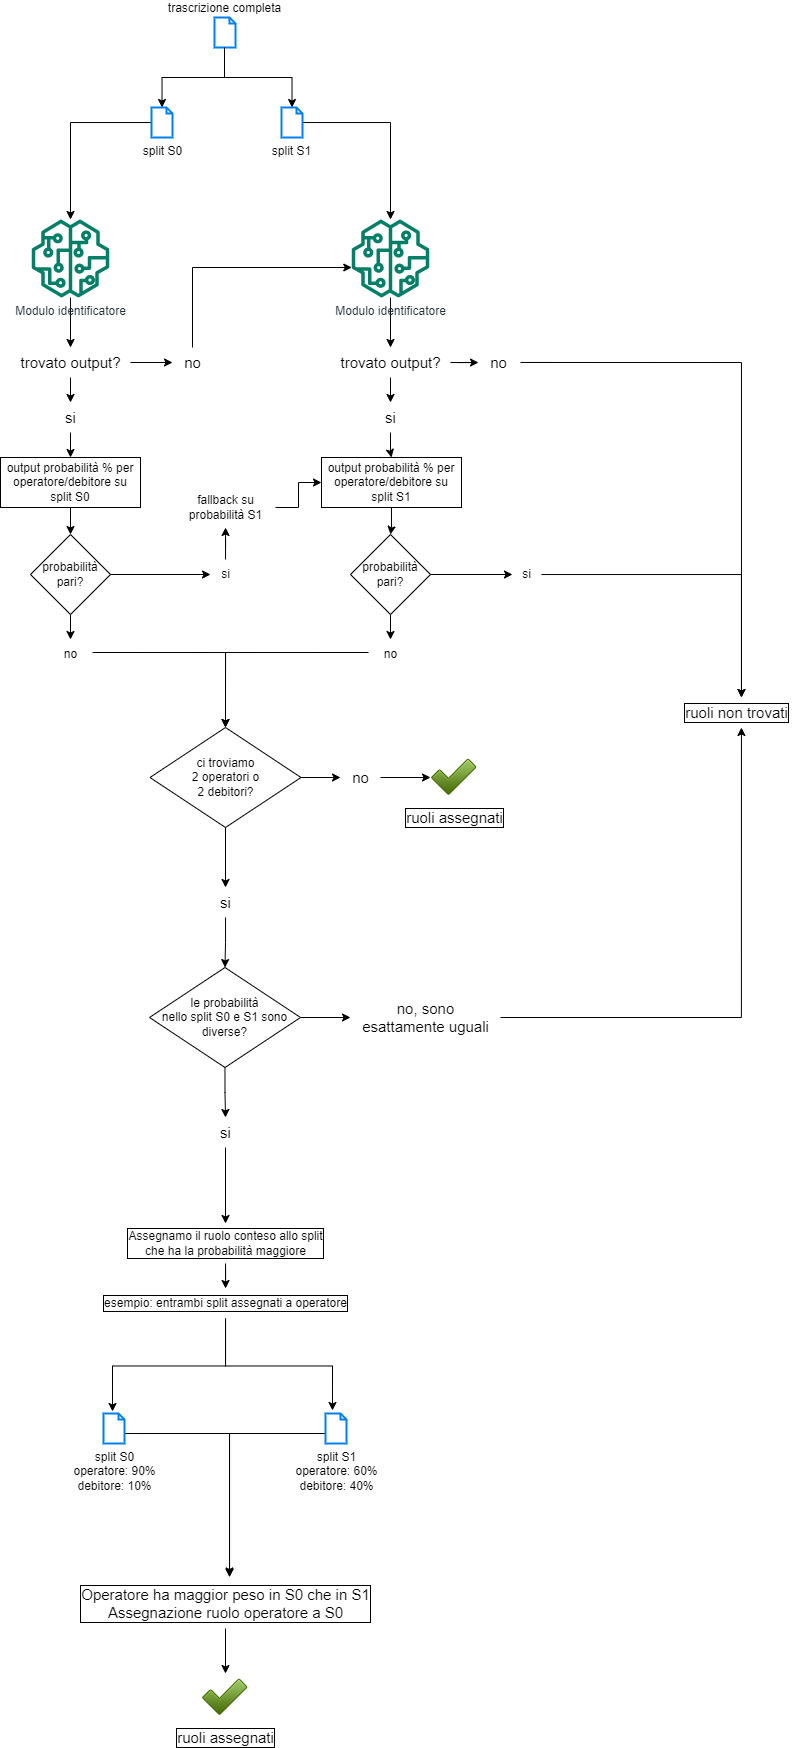 trascrizione completa
split S0
split S1
Modulo identificatore
Modulo identificatore
trovato output?
no
trovato output?
no
si
si
output probabilità % per
operatore/debitore su
split S0
fallback su
probabilità S1
output probabilità % per
operatore/debitore su
split S1
probabilità
pari?
si
probabilità
pari?
si
no
no
ruoli non trovati
ci troviamo
2 operatori o
2 debitori?
no
ruoli assegnati
si
le probabilità
nello split S0 e S1 sono
diverse?
no, sono
esattamente uguali
si
Assegnamo il ruolo conteso allo split
che ha la probabilità maggiore
esempio: entrambi split assegnati a operatore
split S0
operatore: 90%
debitore: 10%
split S1
operatore: 60%
debitore: 40%
Operatore ha maggior peso in S0 che in S1
Assegnazione ruolo operatore a S0
ruoli assegnati